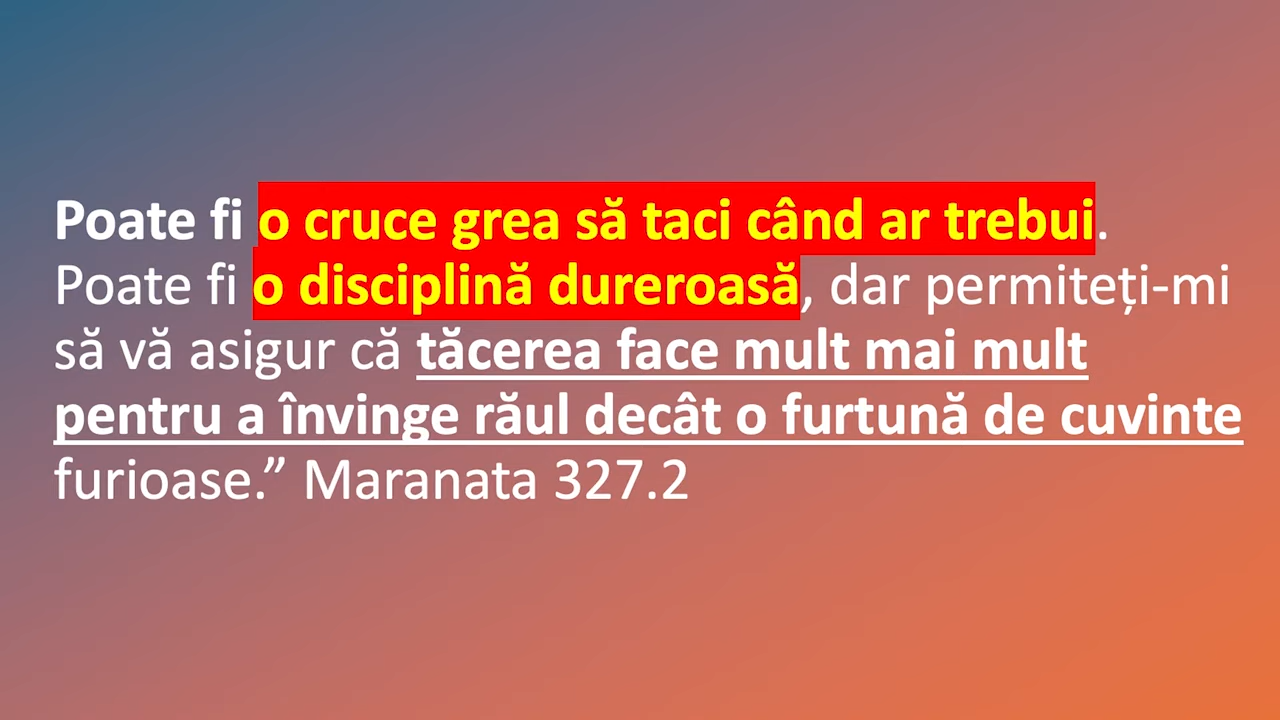 Poate fi o cruce grea să taci când ar trebui.
Poate fi o disciplină dureroasă, dar permiteți-mi
să vă asigur că tăcerea face mult mai mult
pentru a învinge răul decât o furtună de cuvinte
furioase.” Maranata 327.2